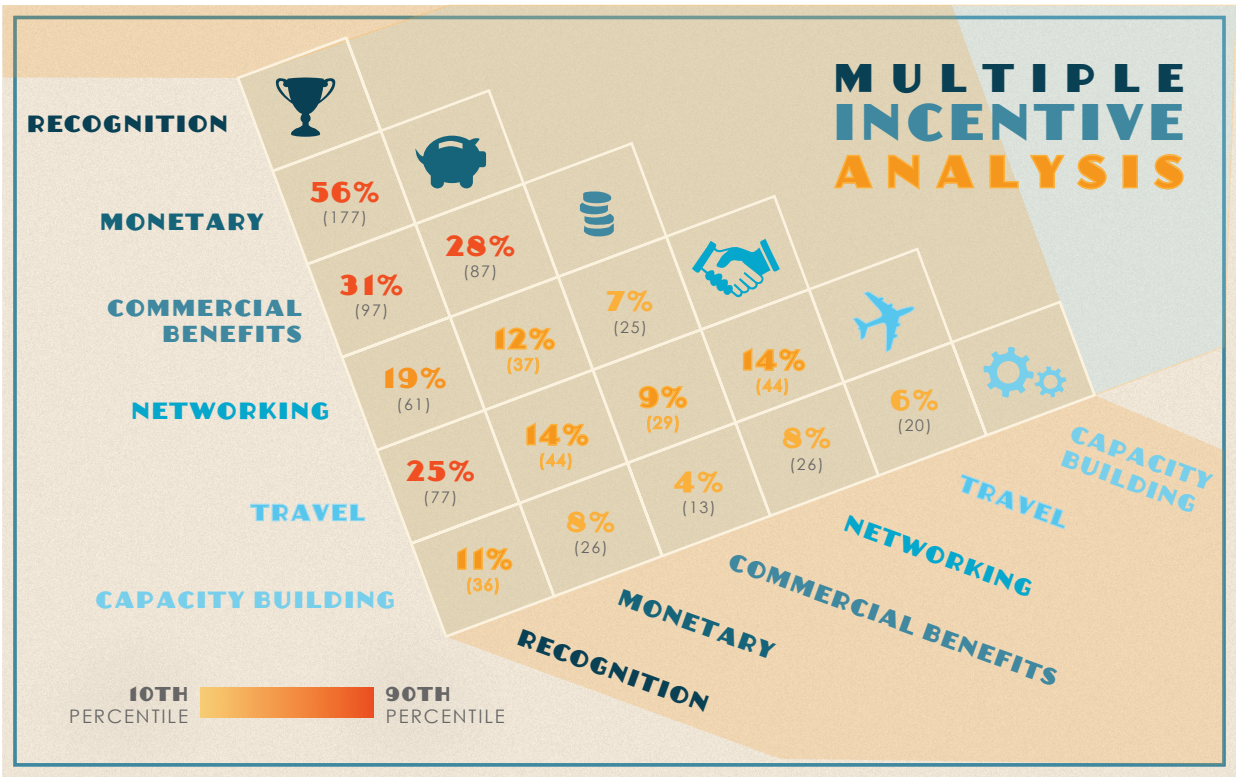 MULTIPLE
INCENTIVE
ANALYSIS
RECOGNITION
MONETARY
56%
(177)
COMMERCIAL
BENEFITS
31%
(97)
28%
(87)
NETWORKING
19%
(61)
12%
(37)
7%
(25)
TRAVEL
25%
(77)
14%
(44)
9%
(29)
14%
(44)
CAPACITY BUILDING
11%
(36)
8%
(26)
4%
(13)
8%
(26)
6%
(20)
RECOGNITION
MONETARY
COMMERCIAL BENEFITS
NETWORKING
TRAVEL
CAPACITY
BUILDING
10TH
PERCENTILE
90TH
PERCENTILE